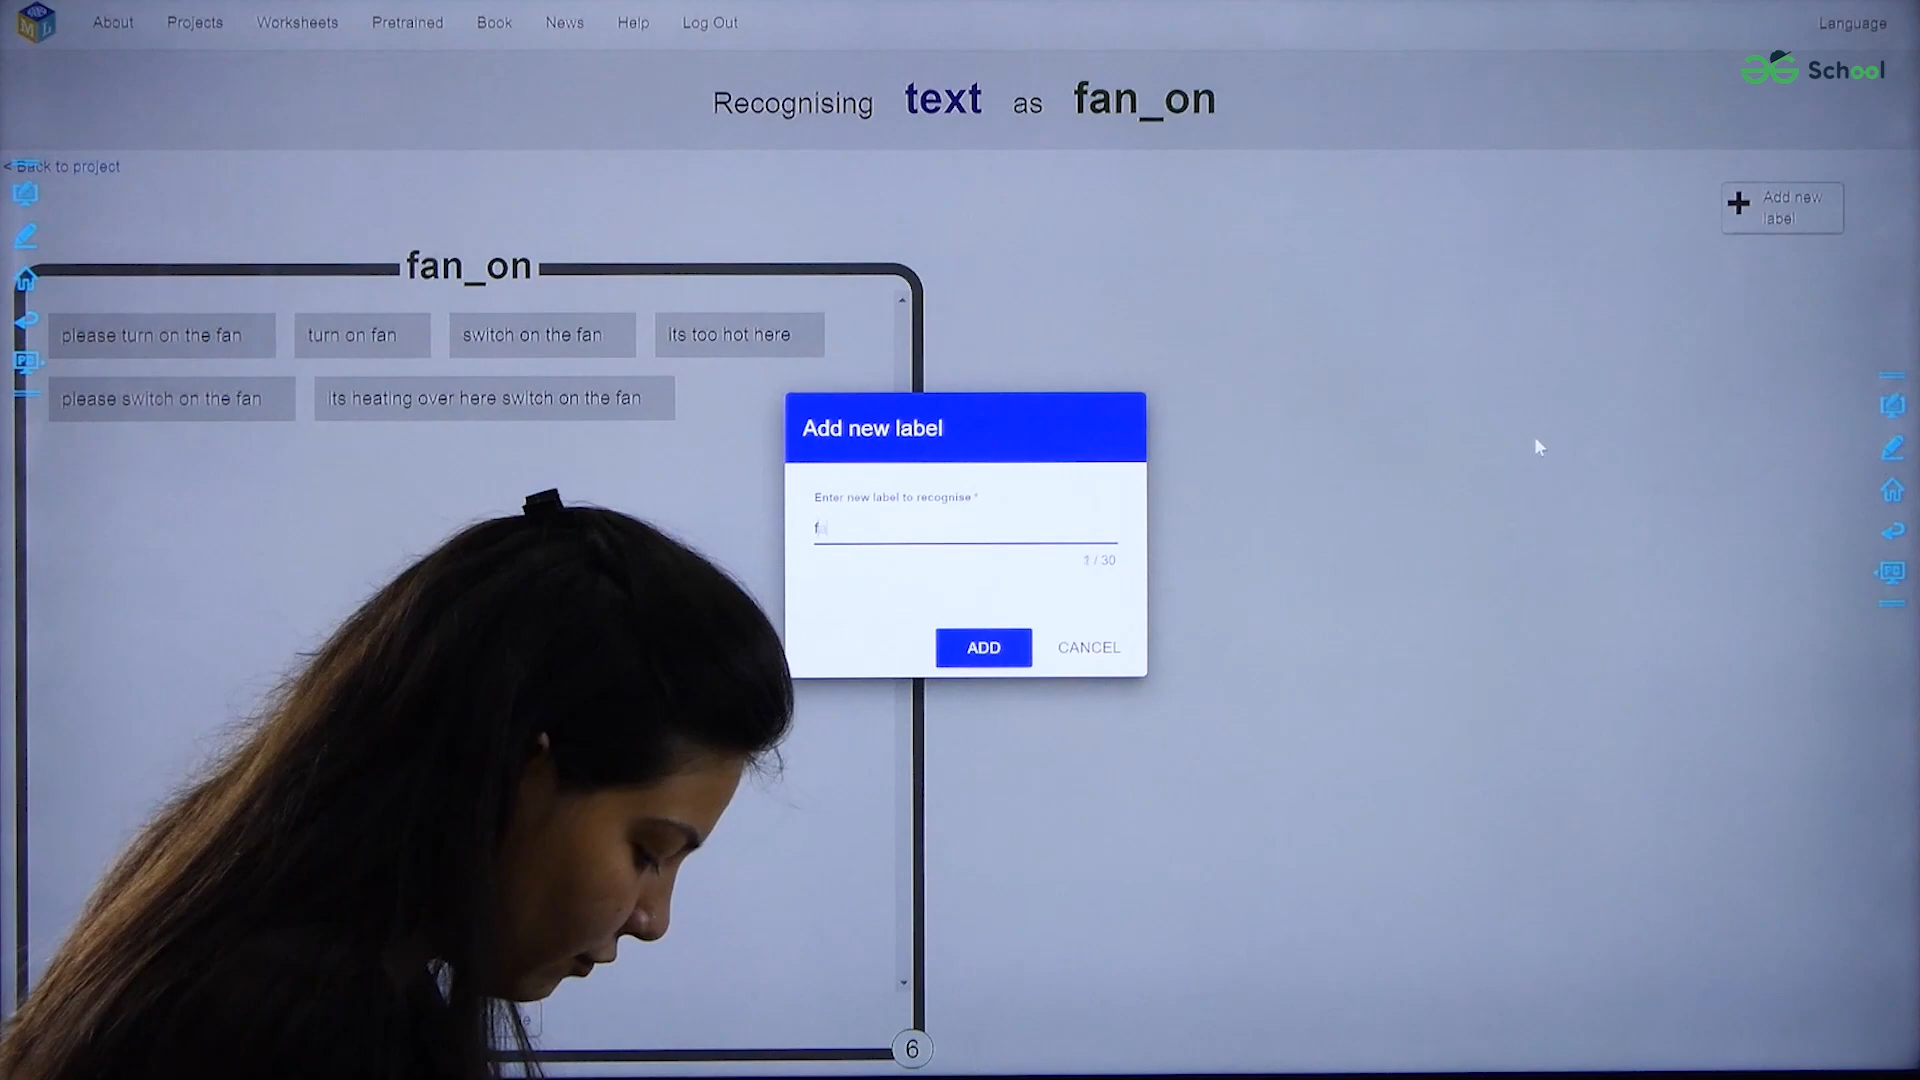 About Projects Worksheets Pretrained Book News Help Log Out Language
School
Recognising text as fan_on
< Back to project
Add new
label
fan_on
please turn on the fan turn on fan switch on the fan its too hot here
please switch on the fan its heating over here switch on the fan
Add new label
Enter new label to recognise *
fa
/ 30
ADD CANCEL
6